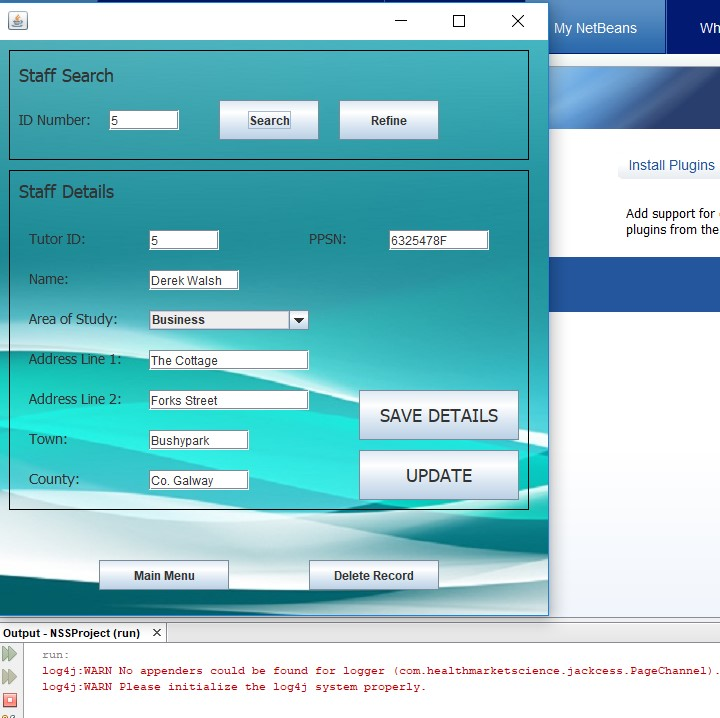 My NetBeans
Wh
Staff Search
ID Number: 5 Search Refine
Install Plugins
Staff Details
Add support for
plugins from the
Tutor ID: 5 PPSN: 6325478F
Name: Derek Walsh
Area of Study: Business
Address Line 1: The Cottage
Address Line 2: Forks Street
SAVE DETAILS
Town: Bushypark
County: Co. Galway
UPDATE
Main Menu Delete Record
Output - NSSProject (run)
run:
log4j:WARN No appenders could be found for logger (com.healthmarketscience.jackcess.PageChannel).
log4j:WARN Please initialize the log4j system properly.